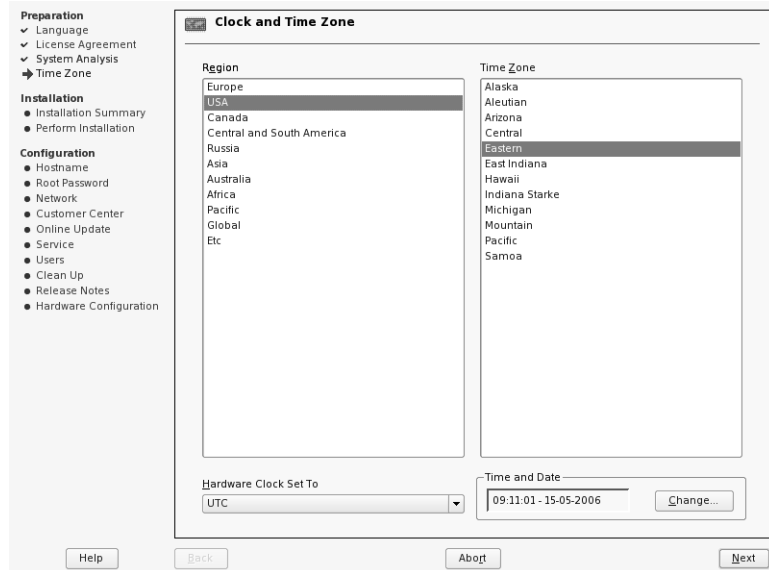 Preparation
Language
License Agreement
System Analysis
Time Zone
Installation
Installation Summary
Perform Installation
Configuration
Hostname
Root Password
Network
Customer Center
Online Update
Service
Users
Clean Up
Release Notes
Hardware Configuration
Clock and Time Zone
Region
Europe
USA
Canada
Central and South America
Russia
Asia
Australia
Africa
Pacific
Global
Etc
Time Zone
Alaska
Aleutian
Arizona
Central
Eastern
East Indiana
Hawaii
Indiana Starke
Michigan
Mountain
Pacific
Samoa
Hardware Clock Set To
UTC
Time and Date
09:11:01 - 15-05-2006
Change...
Help
Back
Abort
Next